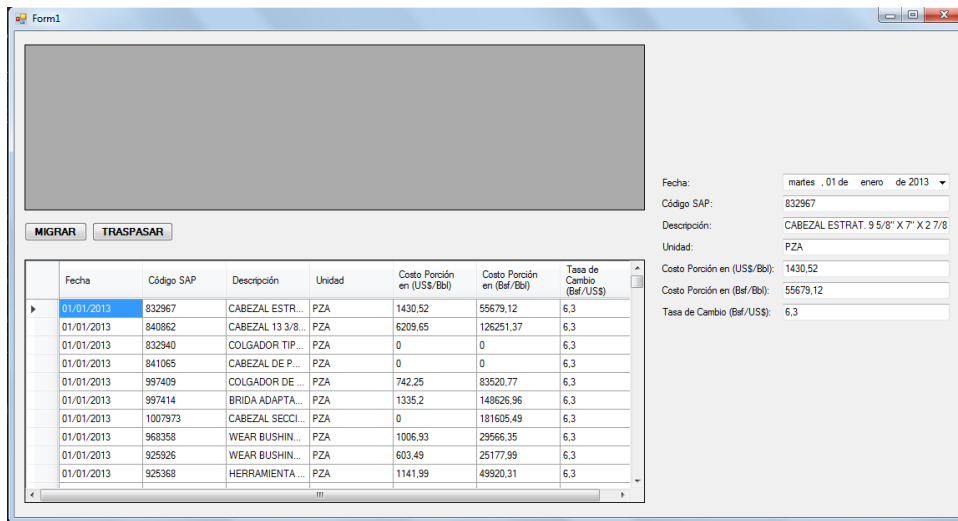 Form1
MIGRAR TRASPASAR
Fecha Código SAP Descripción Unidad Costo Porción en (US$/Bbl) Costo Porción en (Bsf/Bbl) Tasa de Cambio (Bsf/US$)
01/01/2013 832967 CABEZAL ESTR... PZA 1430,52 55679,12 6,3
01/01/2013 840862 CABEZAL 13 3/8... PZA 6209,65 126251,37 6,3
01/01/2013 832940 COLGADOR TIP... PZA 0 0 6,3
01/01/2013 841065 CABEZAL DE P... PZA 0 0 6,3
01/01/2013 997409 COLGADOR DE ... PZA 742,25 83520,77 6,3
01/01/2013 997414 BRIDA ADAPTA... PZA 1335,2 148626,96 6,3
01/01/2013 1007973 CABEZAL SECCI... PZA 0 181605,49 6,3
01/01/2013 968358 WEAR BUSHIN... PZA 1006,93 29566,35 6,3
01/01/2013 925926 WEAR BUSHIN... PZA 603,49 25177,99 6,3
01/01/2013 925368 HERRAMIENTA ... PZA 1141,99 49920,31 6,3
Fecha: martes , 01 de enero de 2013
Código SAP: 832967
Descripción: CABEZAL ESTRAT. 9 5/8" X 7" X 2 7/8
Unidad: PZA
Costo Porción en (US$/Bbl): 1430,52
Costo Porción en (Bsf/Bbl): 55679,12
Tasa de Cambio (Bsf/US$): 6,3